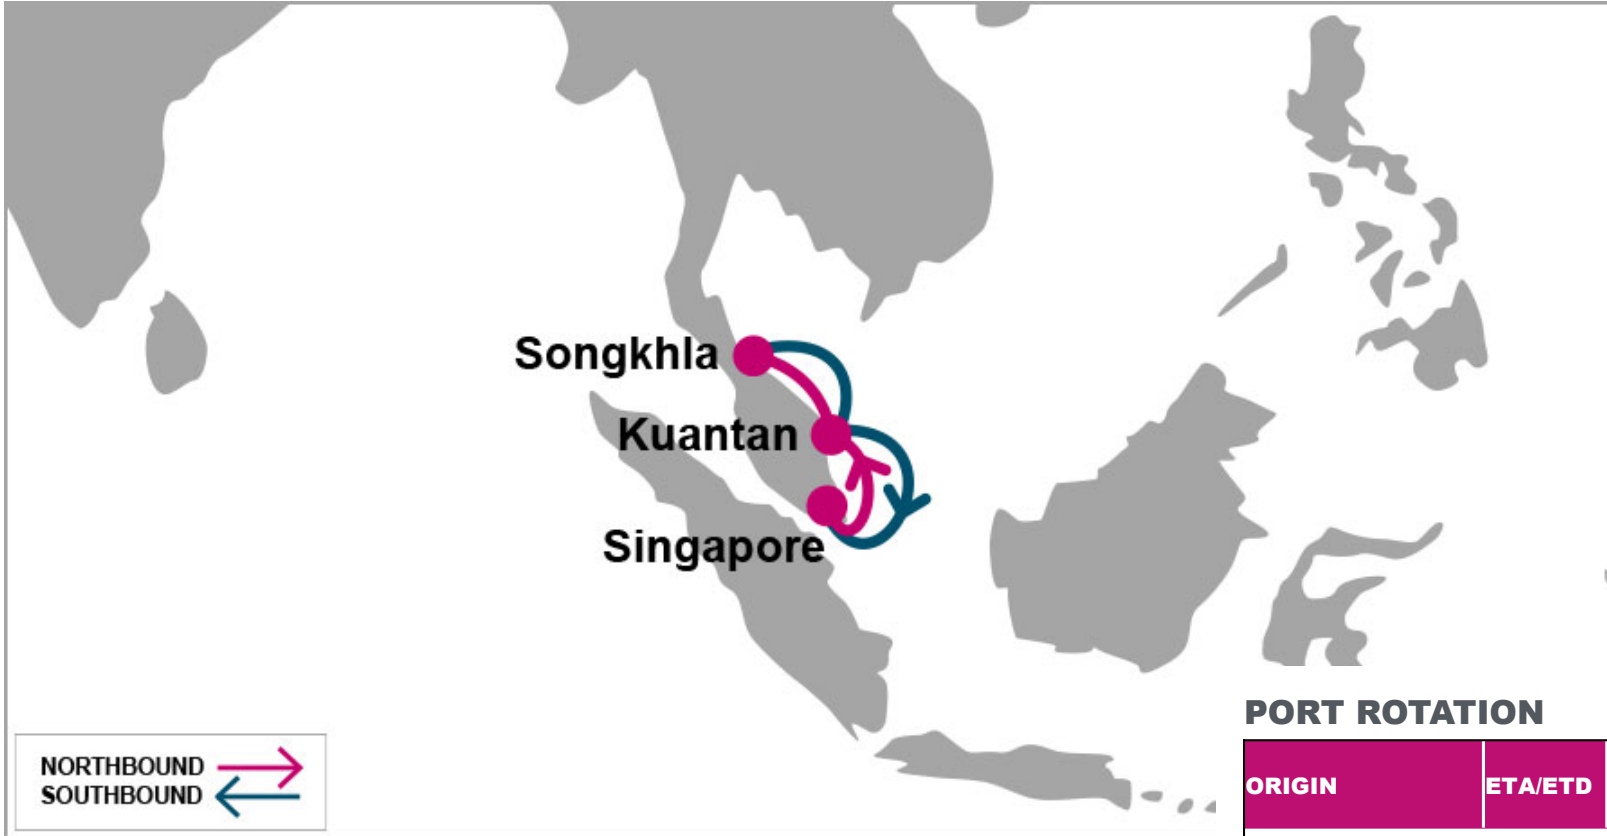 Songkhla
Kuantan
Singapore
NORTHBOUND
SOUTHBOUND
PORT ROTATION
ORIGIN ETA/ETD